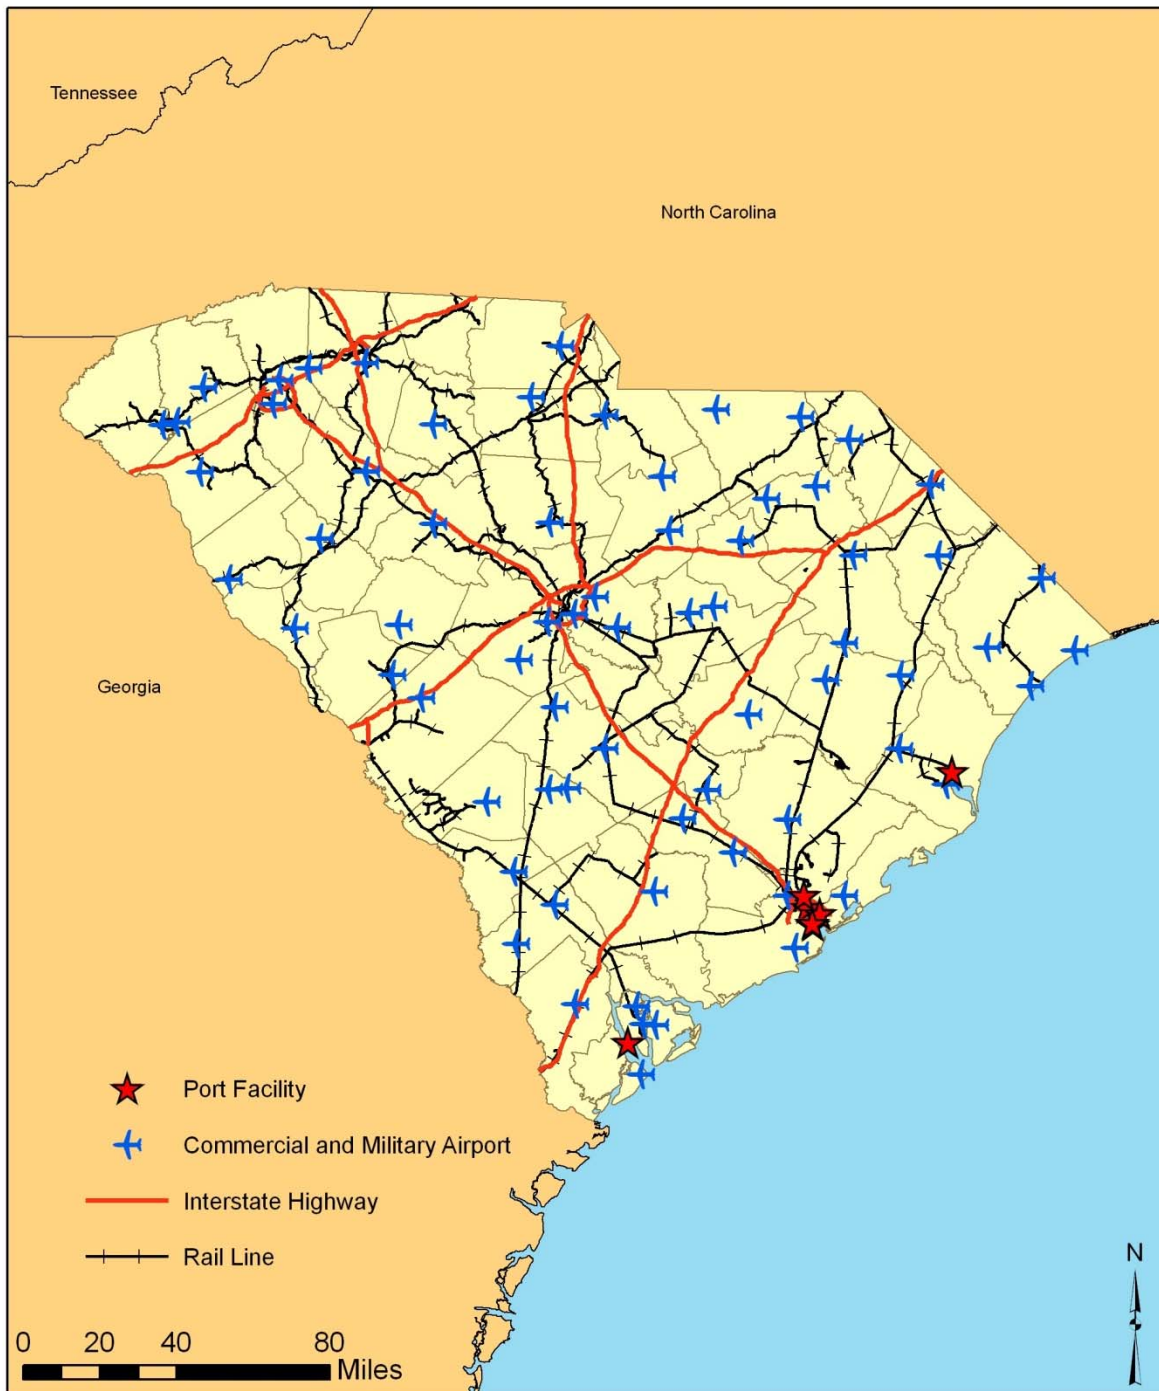 Tennessee
North Carolina
Georgia
Port Facility
Commercial and Military Airport
Interstate Highway
Rail Line
N
0 20 40 80
Miles